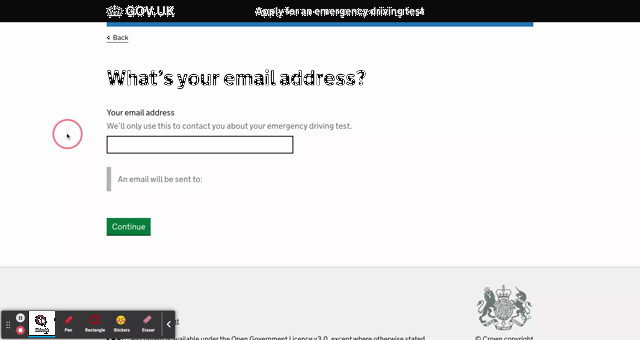 GOV.UK
Apply for an emergency driving test
Back
What's your email address?
Your email address
We'll only use this to contact you about your emergency driving test.
An email will be sent to:
Continue
Pen
Rectangle
Stickers
Eraser
available under the Open Government Licence v3.0, except where otherwise stated
© Crown copyright